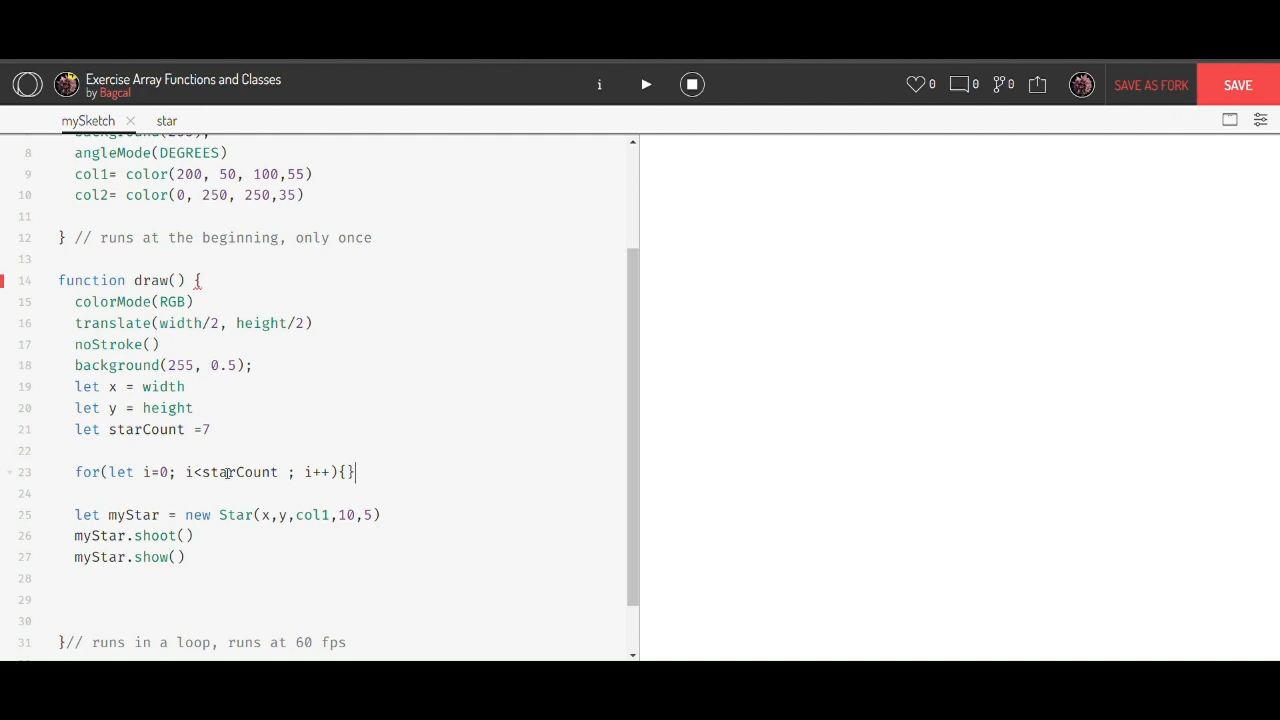 Exercise Array Functions and Classes
by Bagcal
i
0
0
0
SAVE AS FORK
SAVE
mySketch
star
background(255);
8 angleMode(DEGREES)
9 col1= color(200, 50, 100,55)
10 col2= color(0, 250, 250,35)
11
12 } // runs at the beginning, only once
13
14 function draw() {
15 colorMode(RGB)
16 translate(width/2, height/2)
17 noStroke()
18 background(255, 0.5);
19 let x = width
20 let y = height
21 let starCount =7
22
23 for(let i=0; i<starCount ; i++){}
24
25 let myStar = new Star(x,y,col1,10,5)
26 myStar.shoot()
27 myStar.show()
28
29
30
31 }// runs in a loop, runs at 60 fps